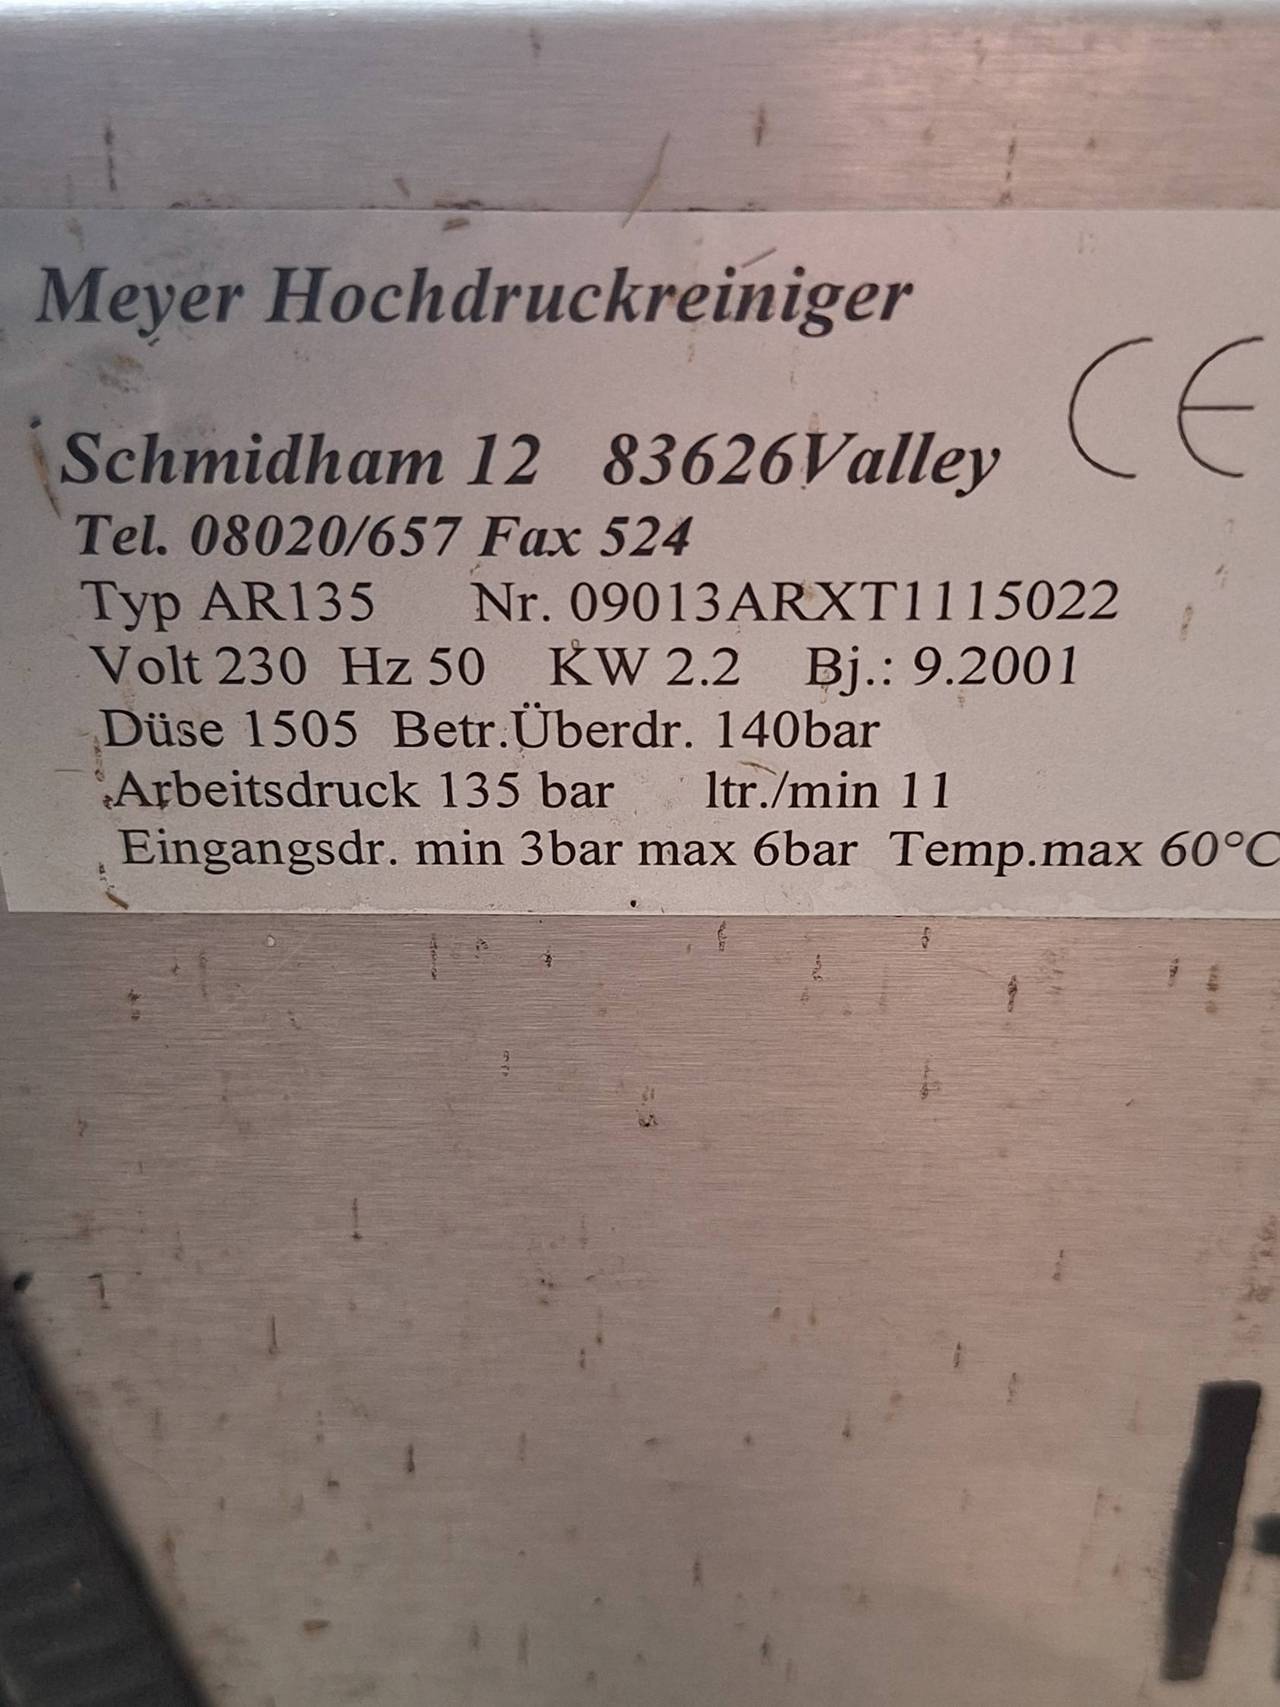 Meyer Hochdruckreiniger
CE
Schmidham 12 83626Valley
Tel. 08020/657 Fax 524
Typ AR135 Nr. 09013ARXT1115022
Volt 230 Hz 50 KW 2.2 Bj.: 9.2001
Düse 1505 Betr.Überdr. 140bar
Arbeitsdruck 135 bar ltr./min 11
Eingangsdr. min 3bar max 6bar Temp.max 60°C